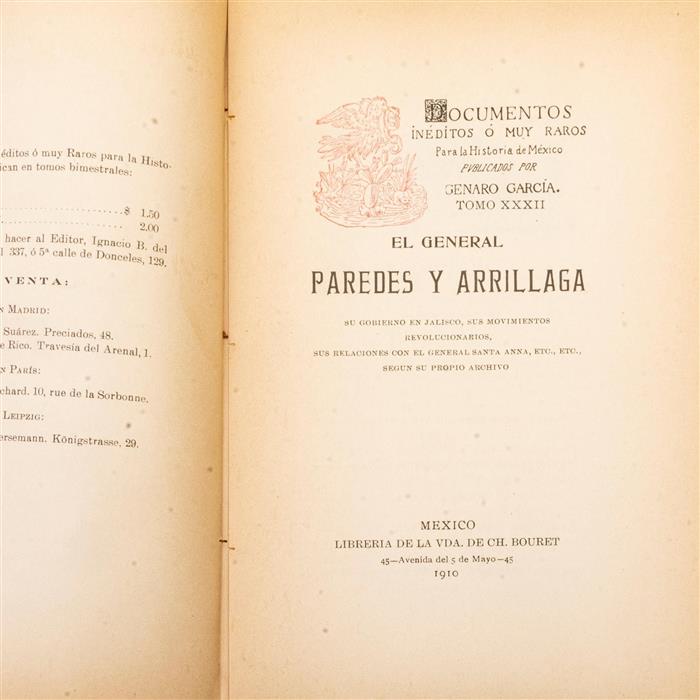 éditos ó muy Raros para la Histo-
ican en tomos bimestrales:
$ 1.50
2.00
hacer al Editor, Ignacio B. del
337, ó 5ª calle de Donceles, 129.
VENTA:
N MADRID:
Suárez. Preciados, 48.
e Rico. Travesía del Arenal, 1.
N PARÍS:
chard. 10, rue de la Sorbonne.
LEIPZIG:
ersemann. Königstrasse, 29.
DOCUMENTOS
INÉDITOS Ó MUY RAROS
Para la Historia de México
PVBLICADOS POR
GENARO GARCÍA.
TOMO XXXII
EL GENERAL
PAREDES Y ARRILLAGA
SU GOBIERNO EN JALISCO, SUS MOVIMIENTOS
REVOLUCIONARIOS,
SUS RELACIONES CON EL GENERAL SANTA ANNA, ETC., ETC.,
SEGUN SU PROPIO ARCHIVO
MEXICO
LIBRERIA DE LA VDA. DE CH. BOURET
45—Avenida del 5 de Mayo—45
1910